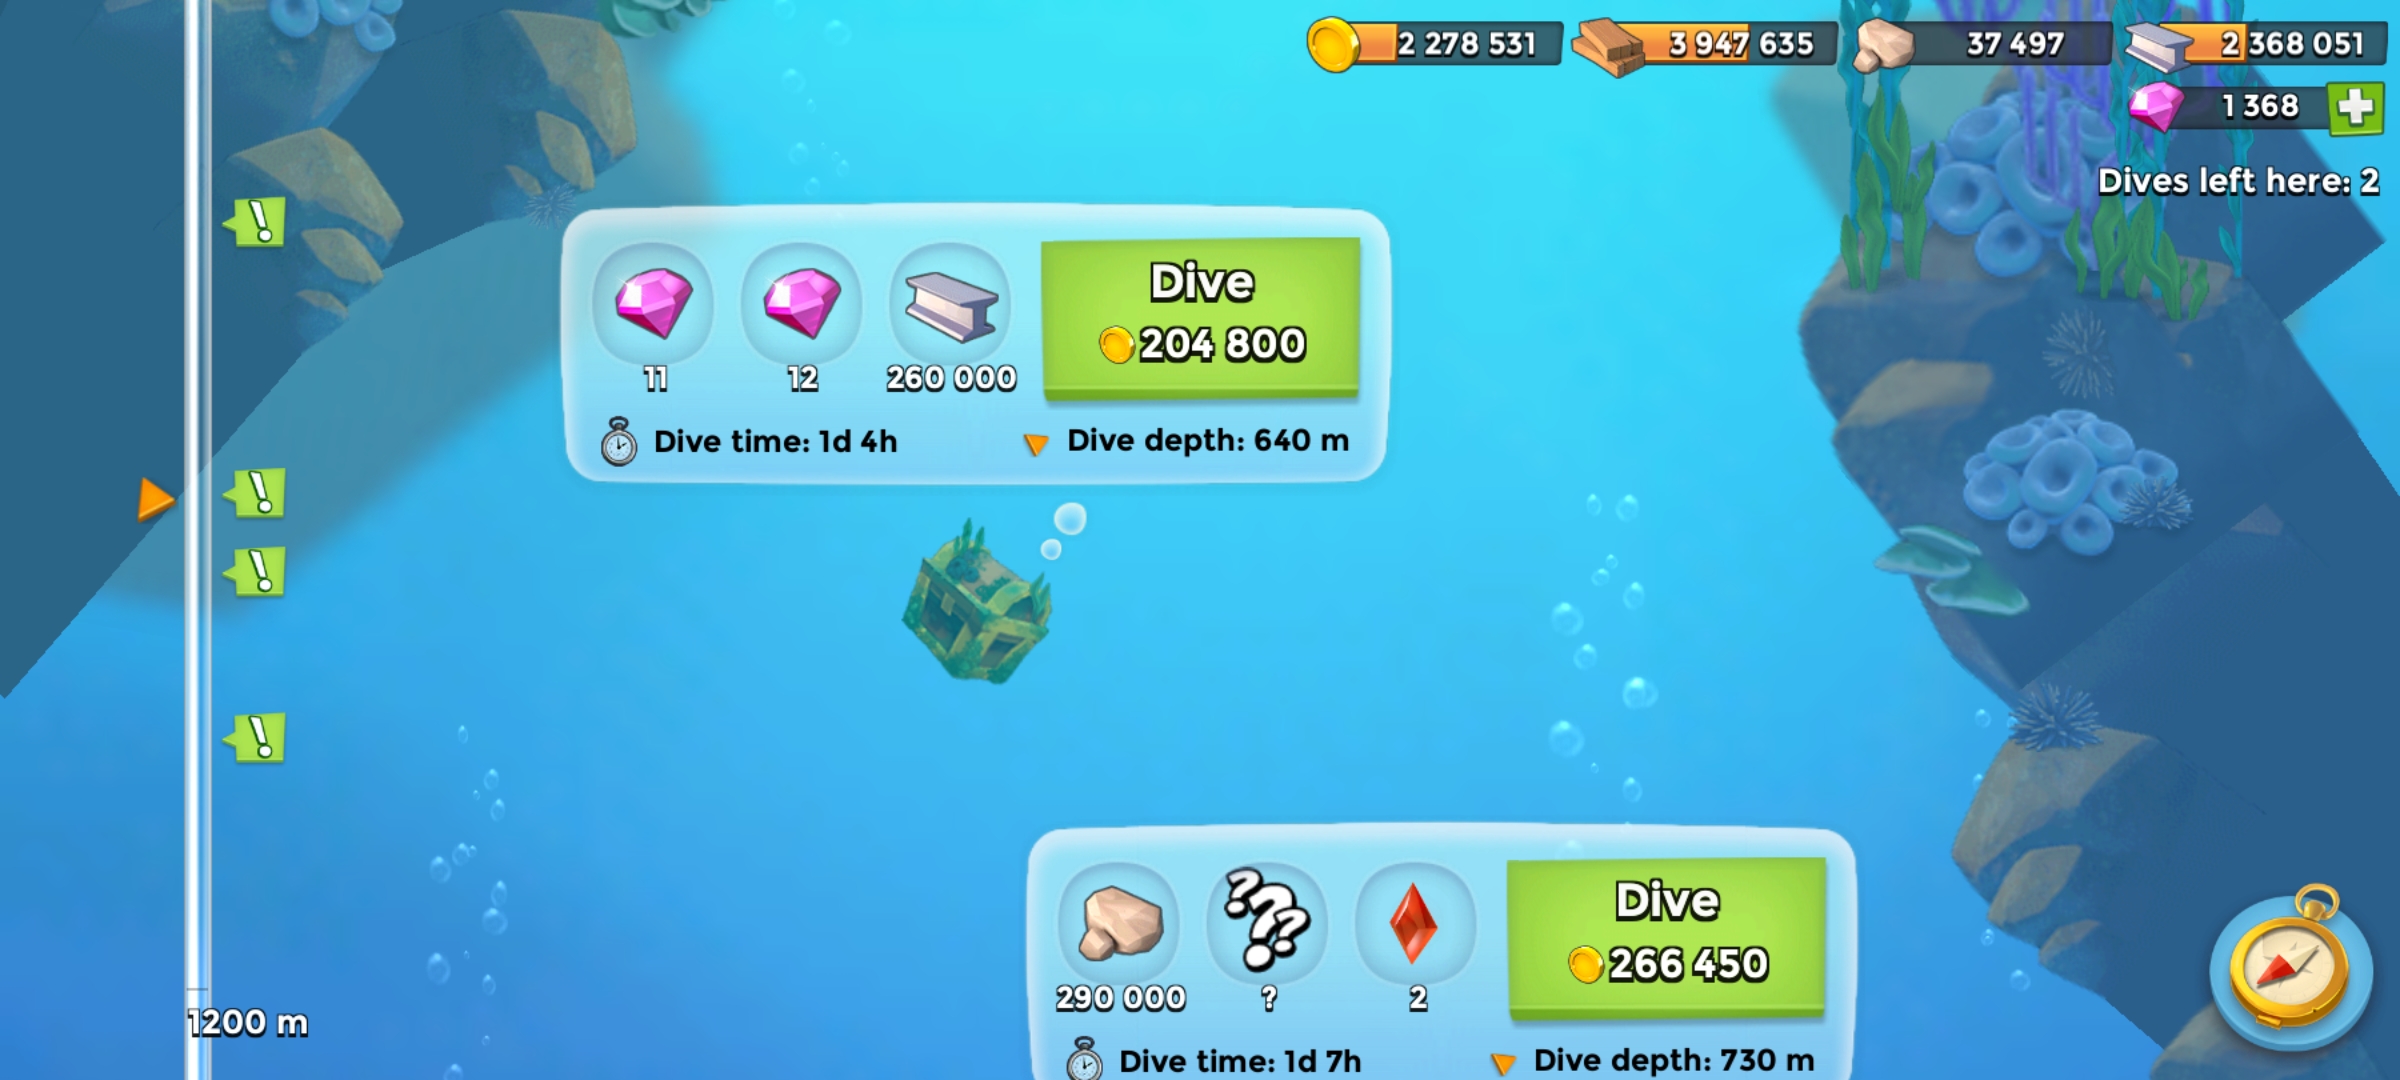 2 278 531
3 947 635
37 497
2 368 051
1 368
Dives left here: 2
!
Dive
204 800
11
12
260 000
Dive time: 1d 4h
Dive depth: 640 m
!
!
!
Dive
266 450
290 000
???
?
2
1200 m
Dive time: 1d 7h
Dive depth: 730 m